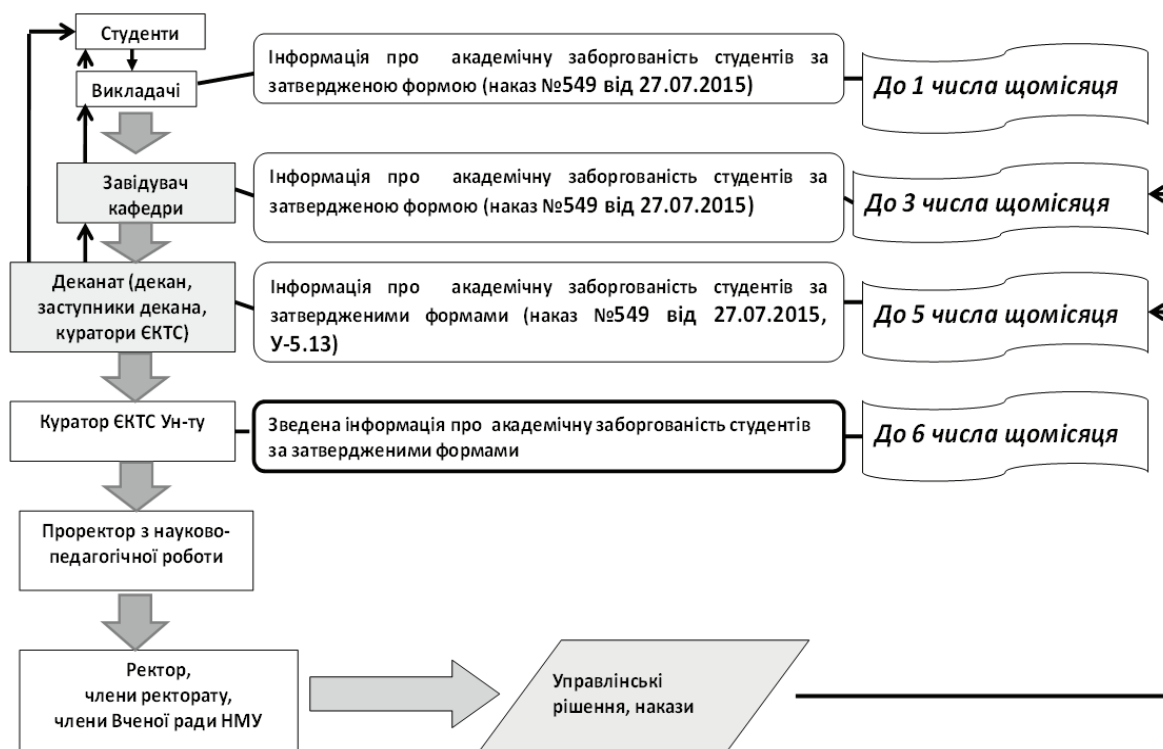 Студенти
Викладачі
Інформація про академічну заборгованість студентів за
затвердженою формою (наказ №549 від 27.07.2015)
До 1 числа щомісяця
Завідувач
кафедри
Інформація про академічну заборгованість студентів за
затвердженою формою (наказ №549 від 27.07.2015)
До 3 числа щомісяця
Деканат (декан,
заступники декана,
куратори ЄКТС)
Інформація про академічну заборгованість студентів за
затвердженими формами (наказ №549 від 27.07.2015,
У-5.13)
До 5 числа щомісяця
Куратор ЄКТС Ун-ту
Зведена інформація про академічну заборгованість студентів
за затвердженими формами
До 6 числа щомісяця
Проректор з науково-
педагогічної роботи
Ректор,
члени ректорату,
члени Вченої ради НМУ
Управлінські
рішення, накази